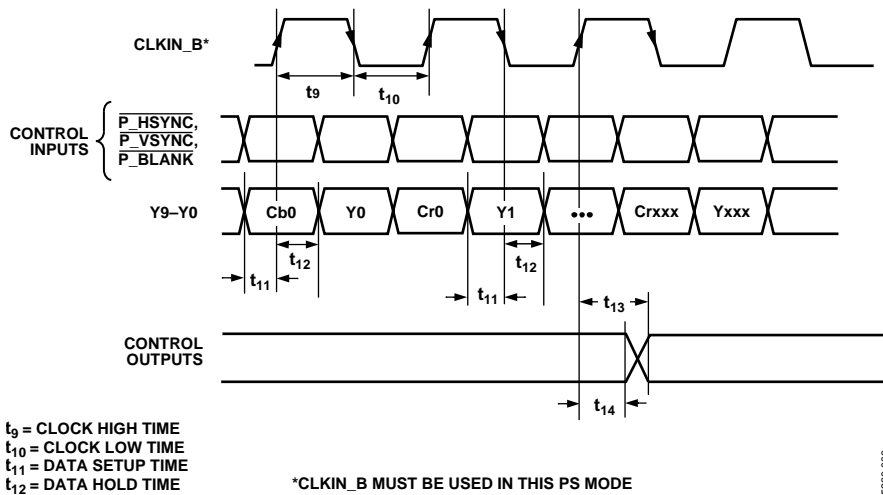 CLKIN_B*
t9
t10
CONTROL INPUTS
P_HSYNC,
P_VSYNC,
P_BLANK
Y9–Y0
Cb0 Y0 Cr0 Y1 ••• Crxxx Yxxx
t12 t12
t11 t11
t13
CONTROL OUTPUTS
t14
t9 = CLOCK HIGH TIME
t10 = CLOCK LOW TIME
t11 = DATA SETUP TIME
t12 = DATA HOLD TIME
*CLKIN_B MUST BE USED IN THIS PS MODE